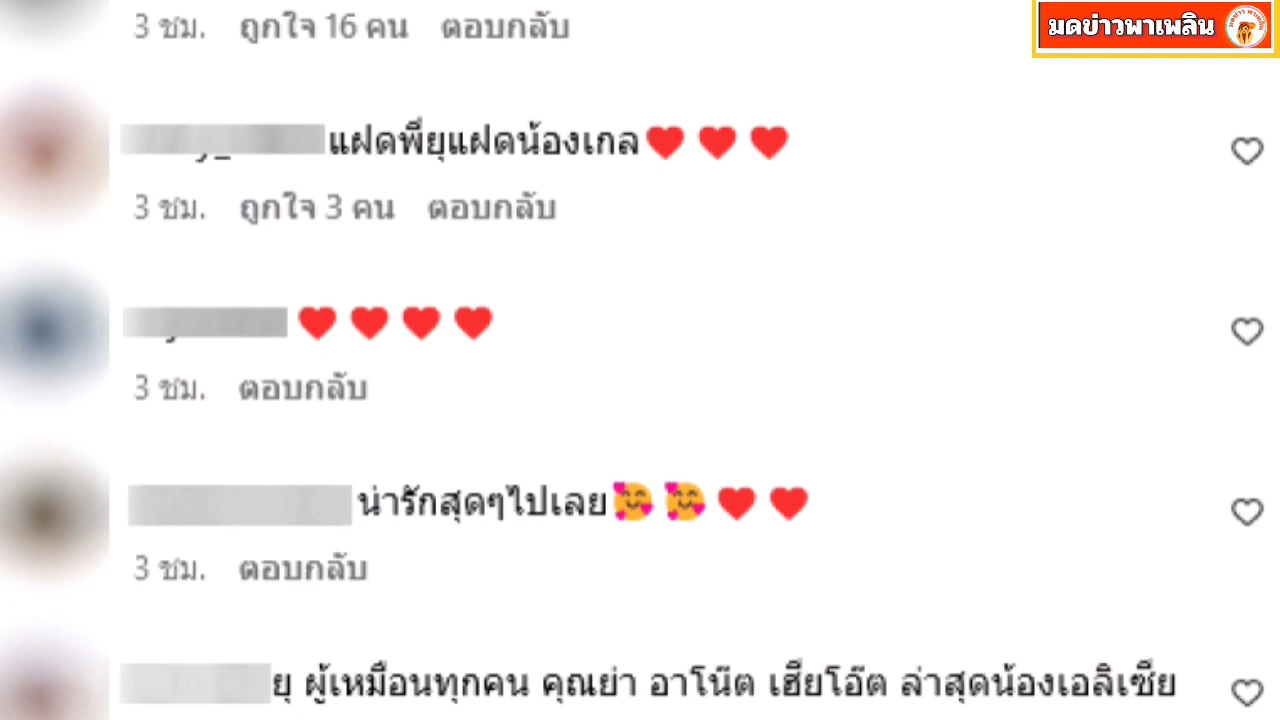 3 ชม. ถูกใจ 16 คน ตอบกลับ
มดข่าวพาเพลิน
แฝดพี่ยุแฝดน้องเกล❤️❤️❤️
3 ชม. ถูกใจ 3 คน ตอบกลับ
❤️❤️❤️❤️
3 ชม. ตอบกลับ
น่ารักสุดๆไปเลย🥰🥰❤️❤️
3 ชม. ตอบกลับ
ยุ ผู้เหมือนทุกคน คุณย่า อาโน๊ต เฮียโอ๊ต ล่าสุดน้องเอลิเซีย